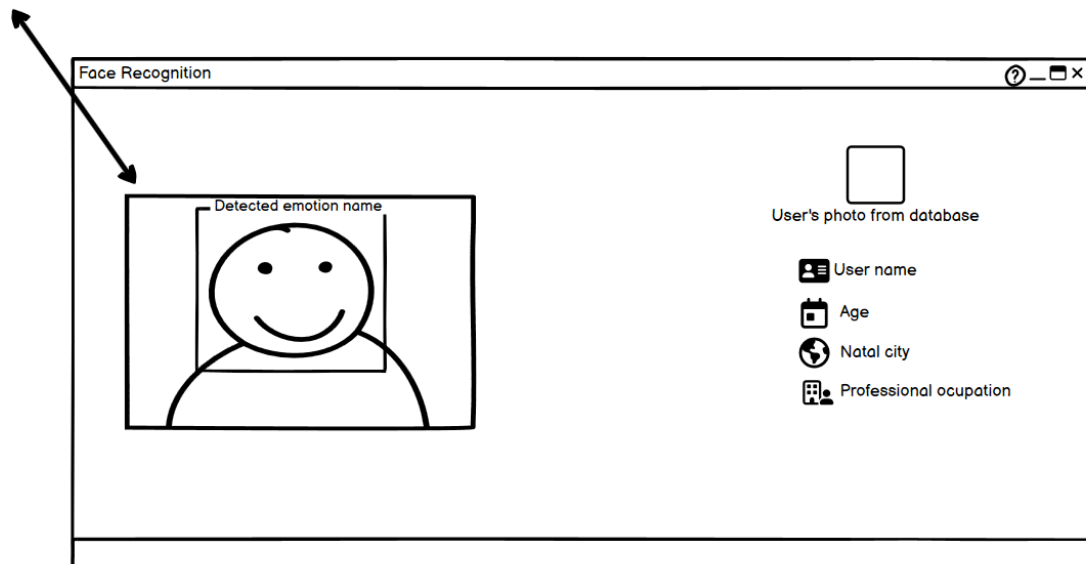 Face Recognition
Detected emotion name
User's photo from database
User name
Age
Natal city
Professional ocupation